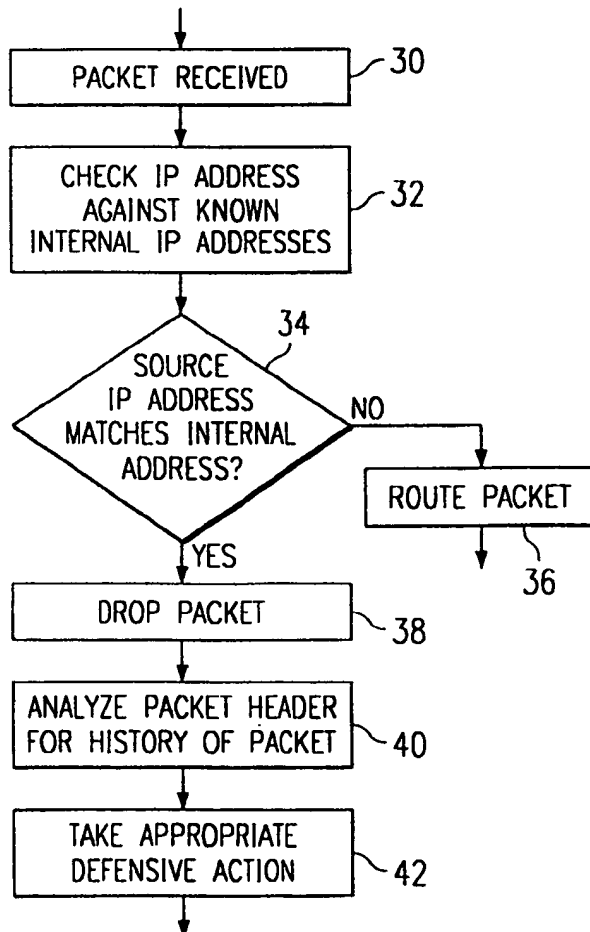 PACKET RECEIVED
30
CHECK IP ADDRESS
AGAINST KNOWN
INTERNAL IP ADDRESSES
32
34
SOURCE
IP ADDRESS
MATCHES INTERNAL
ADDRESS?
NO
ROUTE PACKET
36
YES
DROP PACKET
38
ANALYZE PACKET HEADER
FOR HISTORY OF PACKET
40
TAKE APPROPRIATE
DEFENSIVE ACTION
42